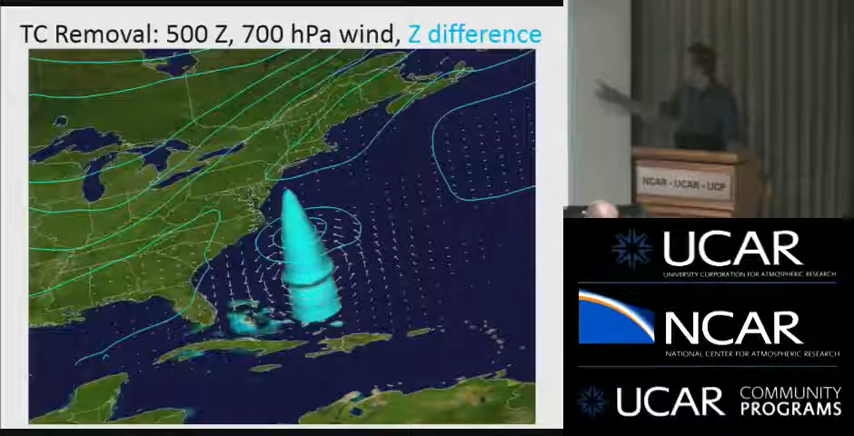 TC Removal: 500 Z, 700 hPa wind, Z difference
NCAR - UCAR - UCP
UCAR
UNIVERSITY CORPORATION FOR ATMOSPHERIC RESEARCH
NCAR
NATIONAL CENTER FOR ATMOSPHERIC RESEARCH
UCAR COMMUNITY PROGRAMS